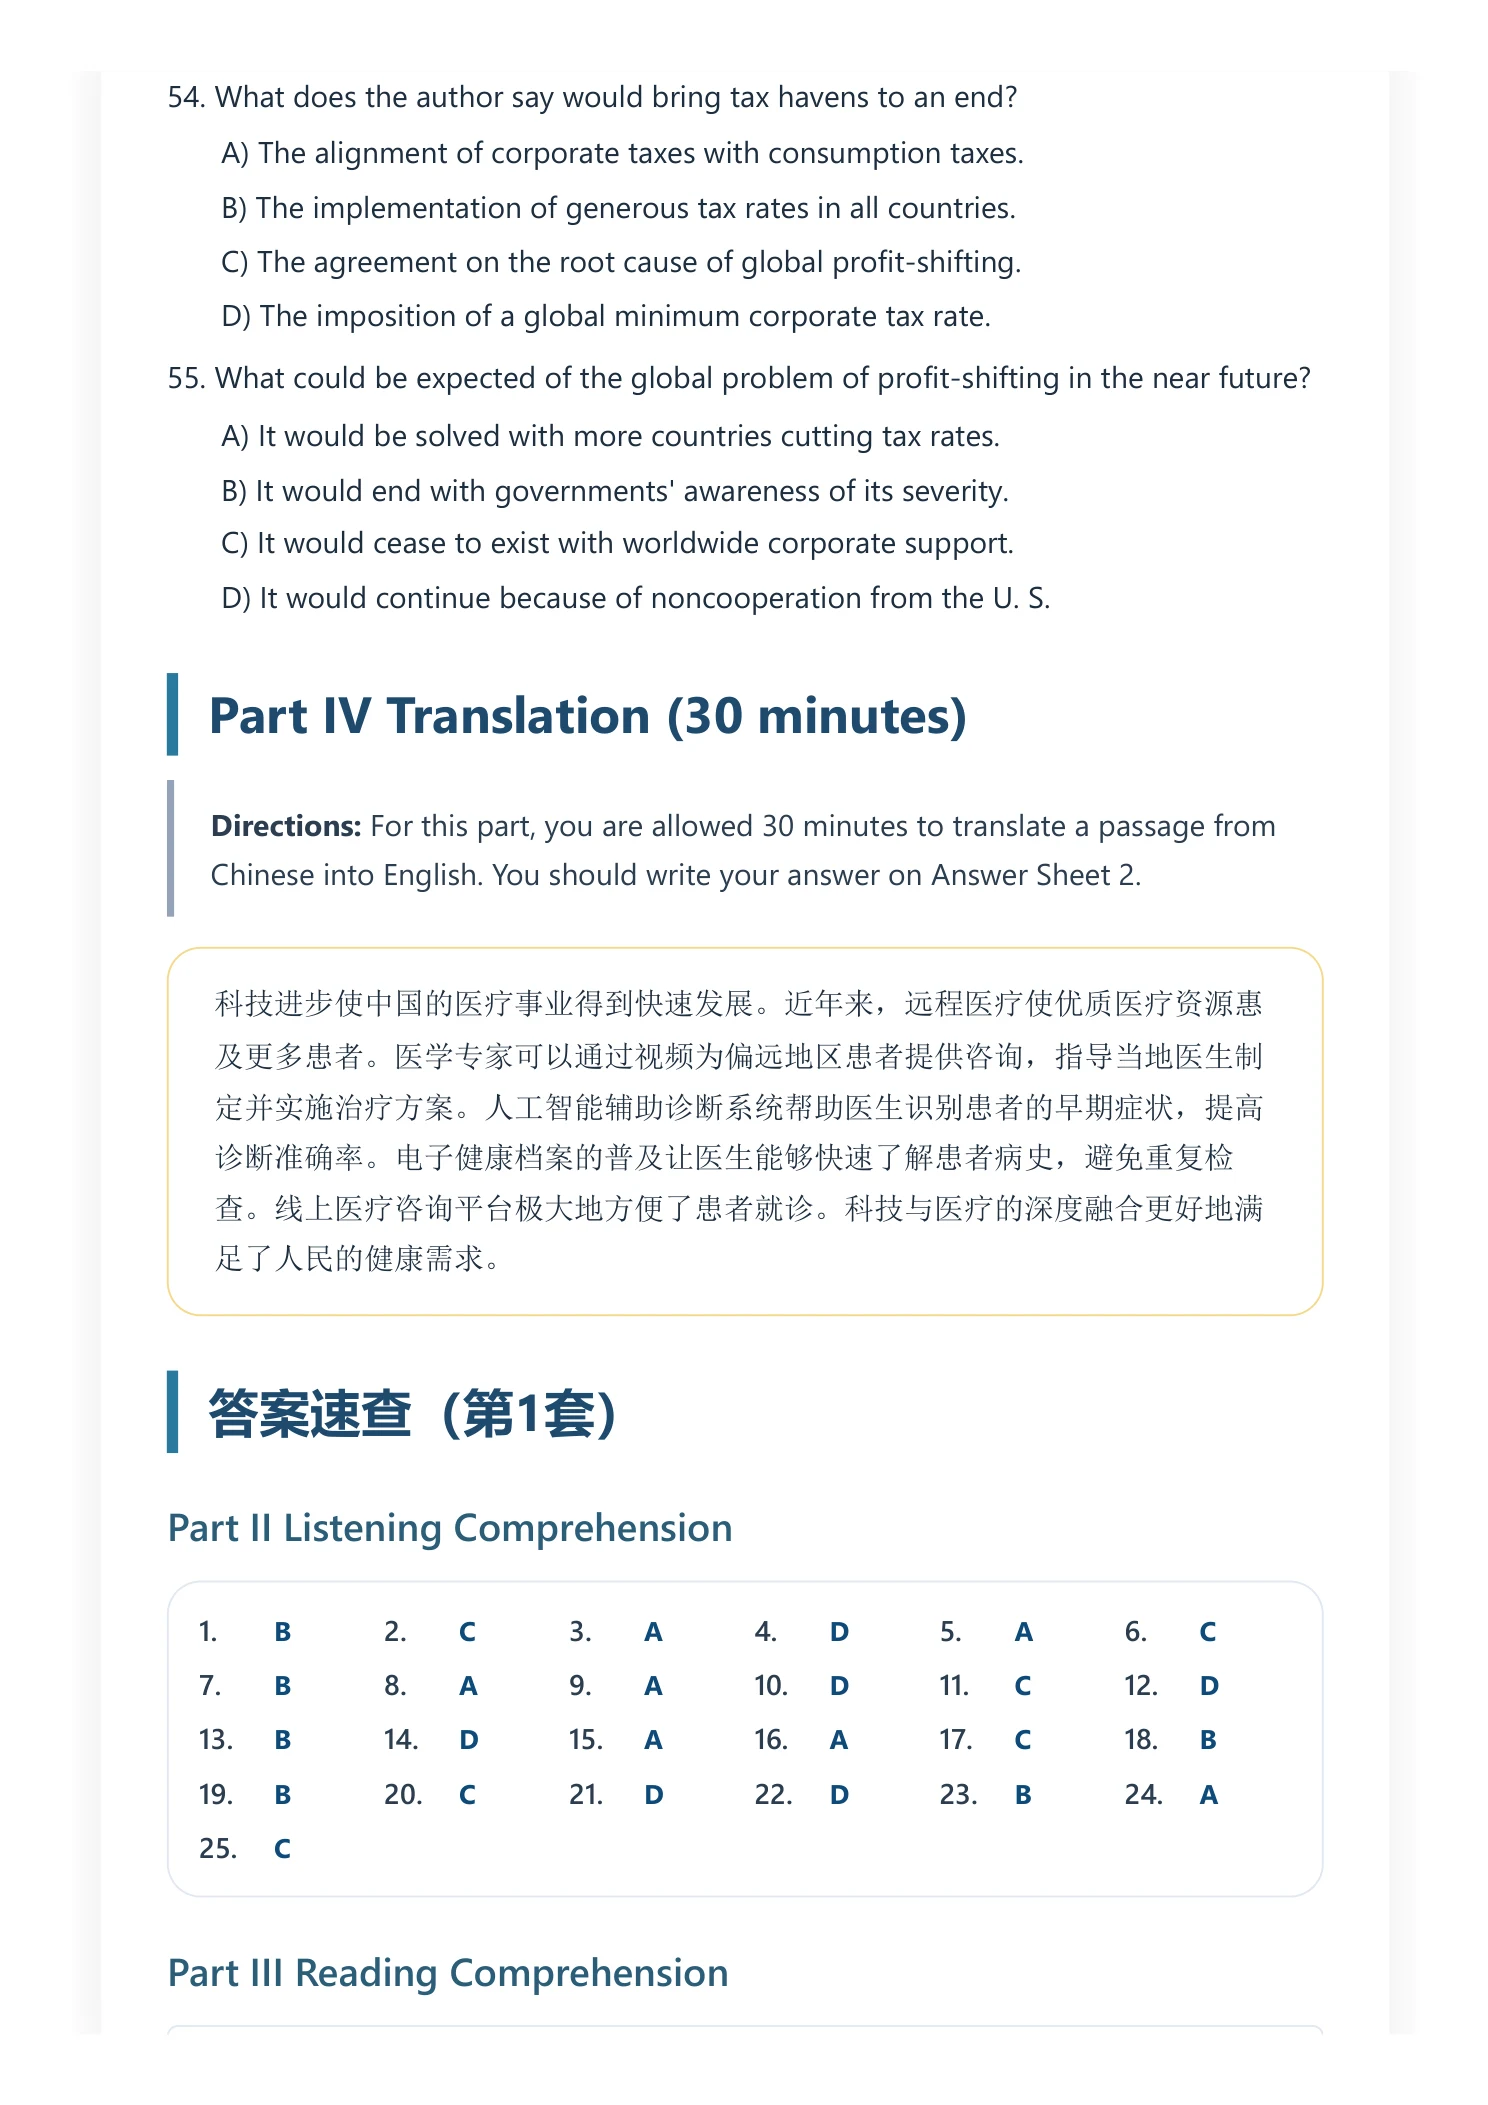 54. What does the author say would bring tax havens to an end?
A) The alignment of corporate taxes with consumption taxes.
B) The implementation of generous tax rates in all countries.
C) The agreement on the root cause of global profit-shifting.
D) The imposition of a global minimum corporate tax rate.
55. What could be expected of the global problem of profit-shifting in the near future?
A) It would be solved with more countries cutting tax rates.
B) It would end with governments' awareness of its severity.
C) It would cease to exist with worldwide corporate support.
D) It would continue because of noncooperation from the U. S.
Part IV Translation (30 minutes)
Directions: For this part, you are allowed 30 minutes to translate a passage from
Chinese into English. You should write your answer on Answer Sheet 2.
科技进步使中国的医疗事业得到快速发展。近年来，远程医疗使优质医疗资源惠
及更多患者。医学专家可以通过视频为偏远地区患者提供咨询，指导当地医生制
定并实施治疗方案。人工智能辅助诊断系统帮助医生识别患者的早期症状，提高
诊断准确率。电子健康档案的普及让医生能够快速了解患者病史，避免重复检
查。线上医疗咨询平台极大地方便了患者就诊。科技与医疗的深度融合更好地满
足了人民的健康需求。
答案速查（第1套）
Part II Listening Comprehension
1. B 2. C 3. A 4. D 5. A 6. C
7. B 8. A 9. A 10. D 11. C 12. D
13. B 14. D 15. A 16. A 17. C 18. B
19. B 20. C 21. D 22. D 23. B 24. A
25. C
Part III Reading Comprehension